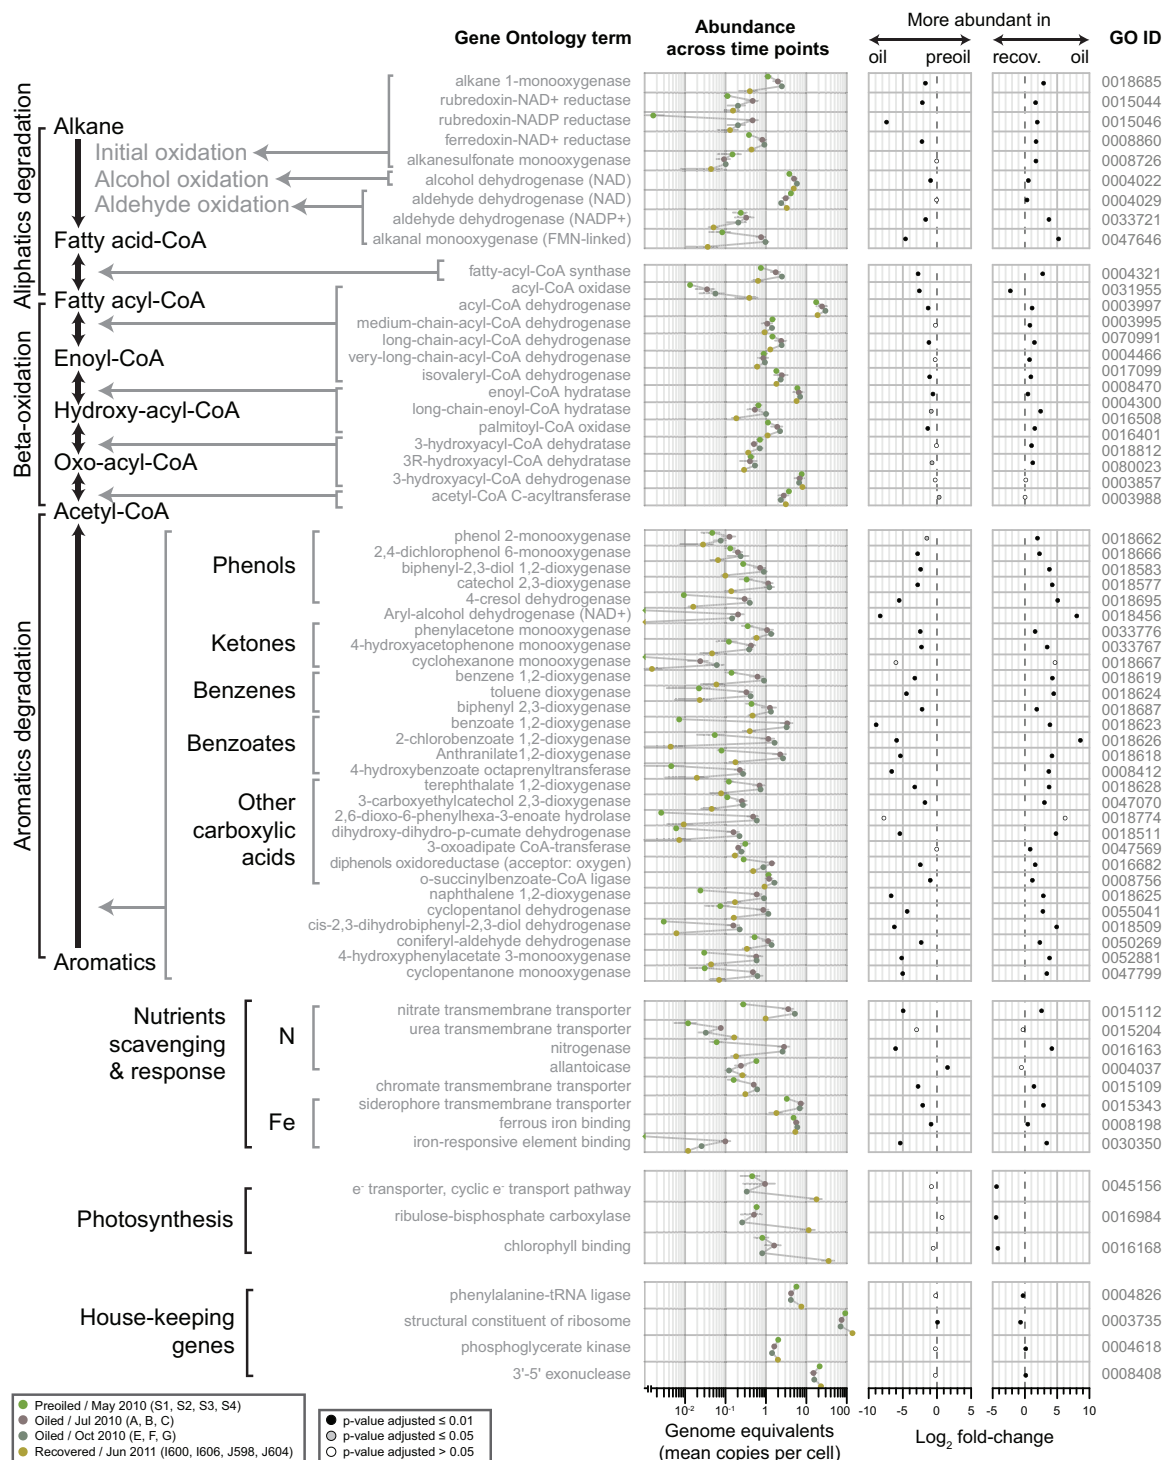 Gene Ontology term
Abundance
across time points
More abundant in
oil preoil
recov. oil
GO ID
Aliphatics degradation
Alkane
Initial oxidation
Alcohol oxidation
Aldehyde oxidation
Fatty acid-CoA
Fatty acyl-CoA
Beta-oxidation
Enoyl-CoA
Hydroxy-acyl-CoA
Oxo-acyl-CoA
Acetyl-CoA
Aromatics degradation
Aromatics
alkane 1-monooxygenase 0018685
rubredoxin-NAD+ reductase 0015044
rubredoxin-NADP reductase 0015046
ferredoxin-NAD+ reductase 0008860
alkanesulfonate monooxygenase 0008726
alcohol dehydrogenase (NAD) 0004022
aldehyde dehydrogenase (NAD) 0004029
aldehyde dehydrogenase (NADP+) 0033721
alkanal monooxygenase (FMN-linked) 0047646
fatty-acyl-CoA synthase 0004321
acyl-CoA oxidase 0031955
acyl-CoA dehydrogenase 0003997
medium-chain-acyl-CoA dehydrogenase 0003995
long-chain-acyl-CoA dehydrogenase 0070991
very-long-chain-acyl-CoA dehydrogenase 0004466
isovaleryl-CoA dehydrogenase 0017099
enoyl-CoA hydratase 0008470
long-chain-enoyl-CoA hydratase 0004300
palmitoyl-CoA oxidase 0016508
3-hydroxyacyl-CoA dehydratase 0016401
3R-hydroxyacyl-CoA dehydratase 0018812
3-hydroxyacyl-CoA dehydrogenase 0080023
acetyl-CoA C-acyltransferase 0003857
0003988
Phenols
phenol 2-monooxygenase 0018662
2,4-dichlorophenol 6-monooxygenase 0018666
biphenyl-2,3-diol 1,2-dioxygenase 0018583
catechol 2,3-dioxygenase 0018577
4-cresol dehydrogenase 0018695
Aryl-alcohol dehydrogenase (NAD+) 0018456
Ketones
phenylacetone monooxygenase 0033776
4-hydroxyacetophenone monooxygenase 0033767
cyclohexanone monooxygenase 0018667
Benzenes
benzene 1,2-dioxygenase 0018619
toluene dioxygenase 0018624
biphenyl 2,3-dioxygenase 0018687
Benzoates
benzoate 1,2-dioxygenase 0018623
2-chlorobenzoate 1,2-dioxygenase 0018626
Anthranilate1,2-dioxygenase 0018618
4-hydroxybenzoate octaprenyltransferase 0008412
Other
carboxylic
acids
terephthalate 1,2-dioxygenase 0018628
3-carboxyethylcatechol 2,3-dioxygenase 0047070
2,6-dioxo-6-phenylhexa-3-enoate hydrolase 0018774
dihydroxy-dihydro-p-cumate dehydrogenase 0018511
3-oxoadipate CoA-transferase 0047569
diphenols oxidoreductase (acceptor: oxygen) 0016682
o-succinylbenzoate-CoA ligase 0008756
naphthalene 1,2-dioxygenase 0018625
cyclopentanol dehydrogenase 0055041
cis-2,3-dihydrobiphenyl-2,3-diol dehydrogenase 0018509
coniferyl-aldehyde dehydrogenase 0050269
4-hydroxyphenylacetate 3-monooxygenase 0052881
cyclopentanone monooxygenase 0047799
Nutrients
scavenging
& response
N
Fe
nitrate transmembrane transporter 0015112
urea transmembrane transporter 0015204
nitrogenase 0016163
allantoicase 0004037
chromate transmembrane transporter 0015109
siderophore transmembrane transporter 0015343
ferrous iron binding 0008198
iron-responsive element binding 0030350
Photosynthesis
e- transporter, cyclic e- transport pathway 0045156
ribulose-bisphosphate carboxylase 0016984
chlorophyll binding 0016168
House-keeping
genes
phenylalanine-tRNA ligase 0004826
structural constituent of ribosome 0003735
phosphoglycerate kinase 0004618
3'-5' exonuclease 0008408
10-2 10-1 1 10 100
-10 -5 0 5
-5 0 5 10
Genome equivalents
(mean copies per cell)
Log2 fold-change
Preoiled / May 2010 (S1, S2, S3, S4)
Oiled / Jul 2010 (A, B, C)
Oiled / Oct 2010 (E, F, G)
Recovered / Jun 2011 (I600, I606, J598, J604)
p-value adjusted ≤ 0.01
p-value adjusted ≤ 0.05
p-value adjusted > 0.05